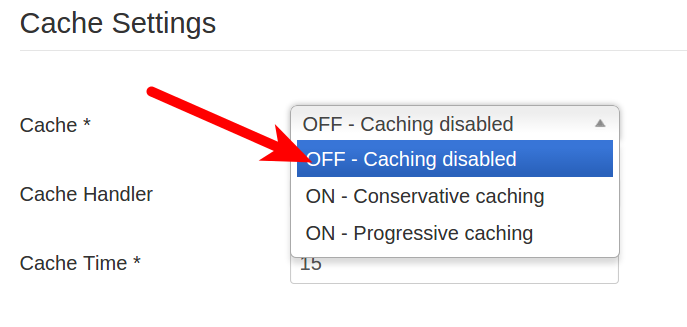 Cache Settings
Cache *
OFF - Caching disabled
OFF - Caching disabled
ON - Conservative caching
ON - Progressive caching
Cache Handler
Cache Time *
15